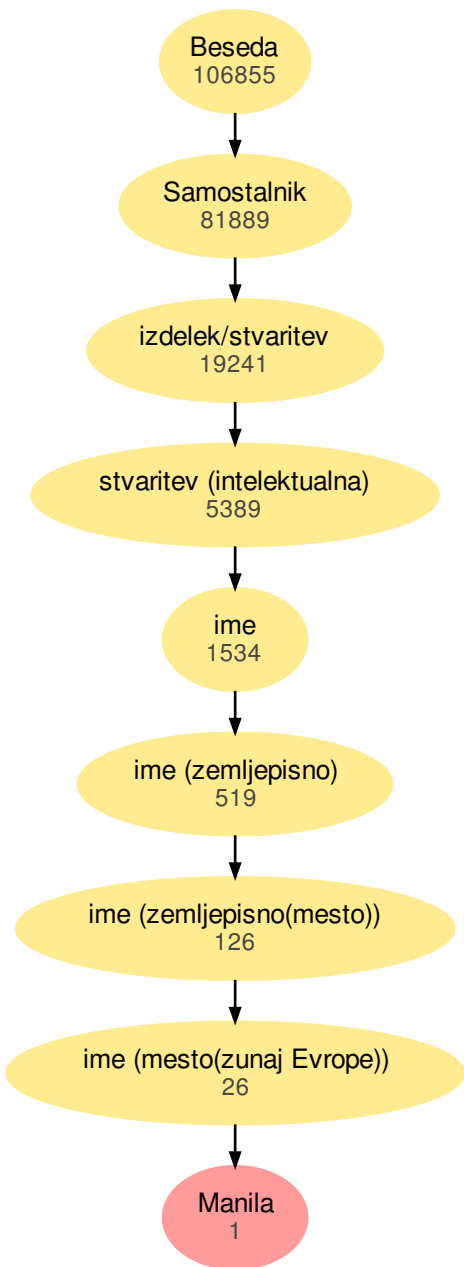 Beseda
106855
Samostalnik
81889
izdelek/stvaritev
19241
stvaritev (intelektualna)
5389
ime
1534
ime (zemljepisno)
519
ime (zemljepisno(mesto))
126
ime (mesto(zunaj Evrope))
26
Manila
1